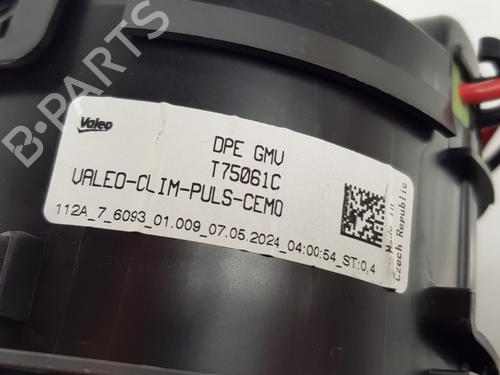 B-PARTS
Valeo
DPE GMV
T75061C
VALEO-CLIM-PULS-CEMO
112A_7_6093_01.009_07.05.2024_04:00:54_ST:0,4
Made in
Czech Republic